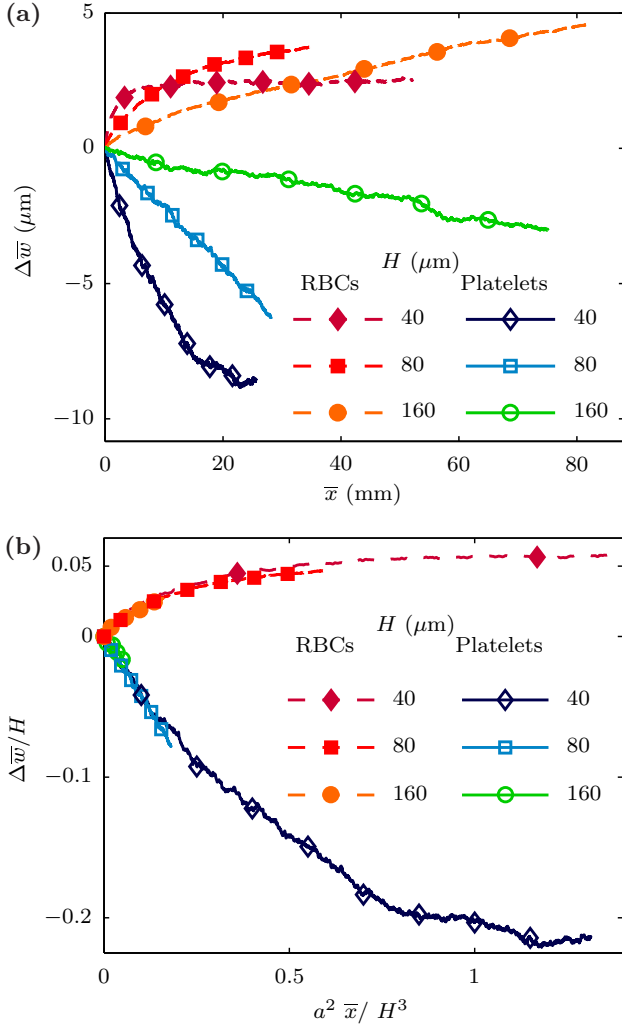 (a)
5
0
−5
−10
Δw̅ (μm)
H (μm)
RBCs Platelets
40 40
80 80
160 160
0 20 40 60 80
x̅ (mm)
(b)
0.05
0
−0.1
−0.2
Δw̅/H
H (μm)
RBCs Platelets
40 40
80 80
160 160
0 0.5 1
a² x̅/ H³